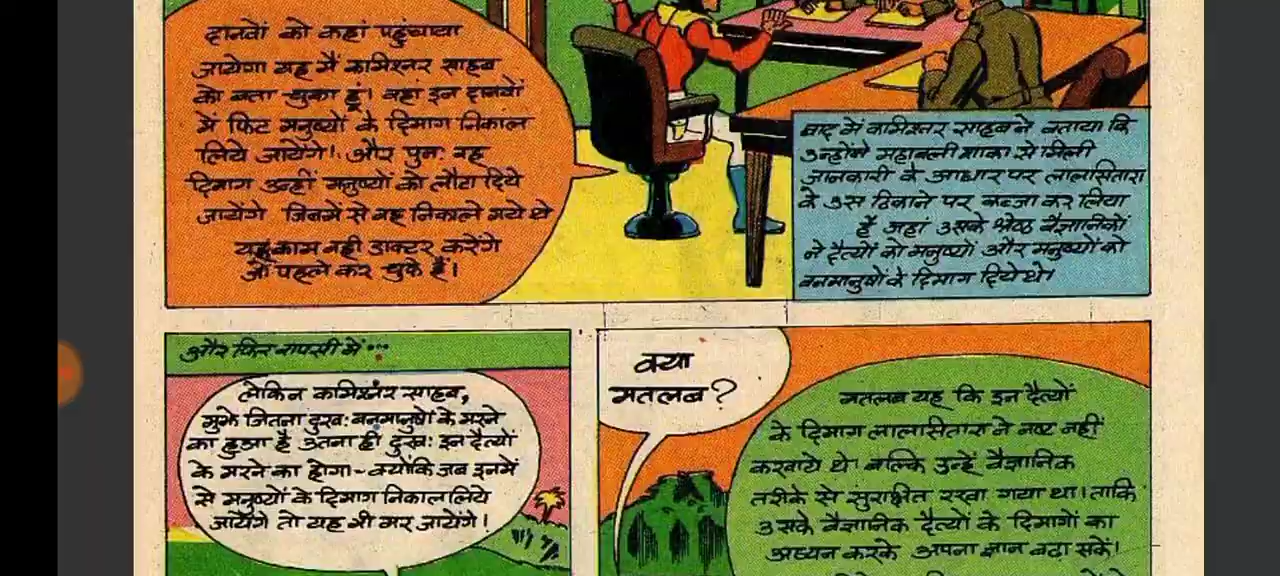 दानवों को कहां पहुंचाया
जायेगा यह मैं कमिश्नर साहब
को बता चुका हूं। वहां इन दानवों
में फिट मनुष्यों के दिमाग निकाल
लिये जायेंगे! और पुन: वह
दिमाग उन्हीं मनुष्यों को लौटा दिये
जायेंगे जिनमें से वह निकाले गये थे
यह काम वही डाक्टर करेंगे
जो पहले कर चुके हैं।
बाद में कमिश्नर साहब ने बताया कि
उन्होंने महाबली शाका से मिली
जानकारी के आधार पर लालसितारा
के उस ठिकाने पर कब्जा कर लिया
है जहां उसके श्रेष्ठ वैज्ञानिकों
ने दैत्यों को मनुष्यों और मनुष्यों को
वनमानुषों के दिमाग दिये थे।
और फिर वापसी में...
लेकिन कमिश्नर साहब,
मुझे जितना दुख: वनमानुषों के मरने
का हुआ है उतना ही दुख: इन दैत्यों
के मरने का होगा- क्योंकि जब इनमें
से मनुष्यों के दिमाग निकाल लिये
जायेंगे तो यह भी मर जायेंगे!
क्या
मतलब?
मतलब यह कि इन दैत्यों
के दिमाग लालसितारा ने नष्ट नहीं
करवाये थे। बल्कि उन्हें वैज्ञानिक
तरीके से सुरक्षित रखा गया था। ताकि
उसके वैज्ञानिक दैत्यों के दिमागों का
अध्यन करके अपना ज्ञान बढ़ा सकें!